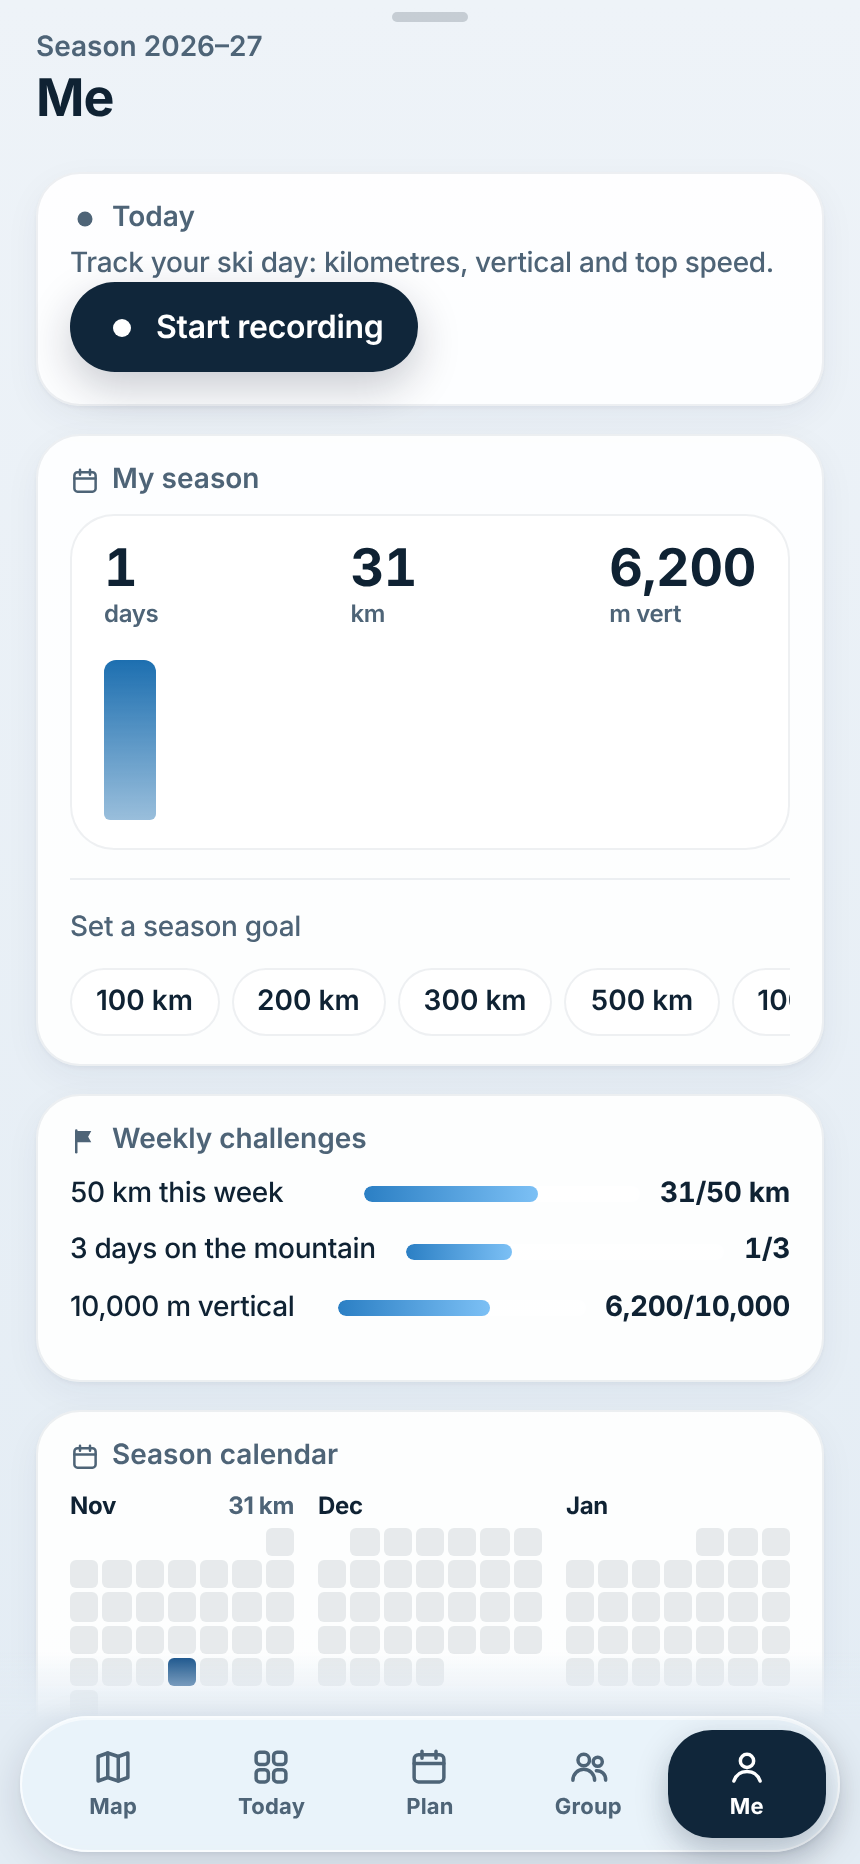 Season 2026–27
Me
Today
Track your ski day: kilometres, vertical and top speed.
Start recording
My season
1 31 6,200
days km m vert
Set a season goal
100 km 200 km 300 km 500 km
Weekly challenges
50 km this week 31/50 km
3 days on the mountain 1/3
10,000 m vertical 6,200/10,000
Season calendar
Nov 31 km Dec Jan
Map Today Plan Group Me